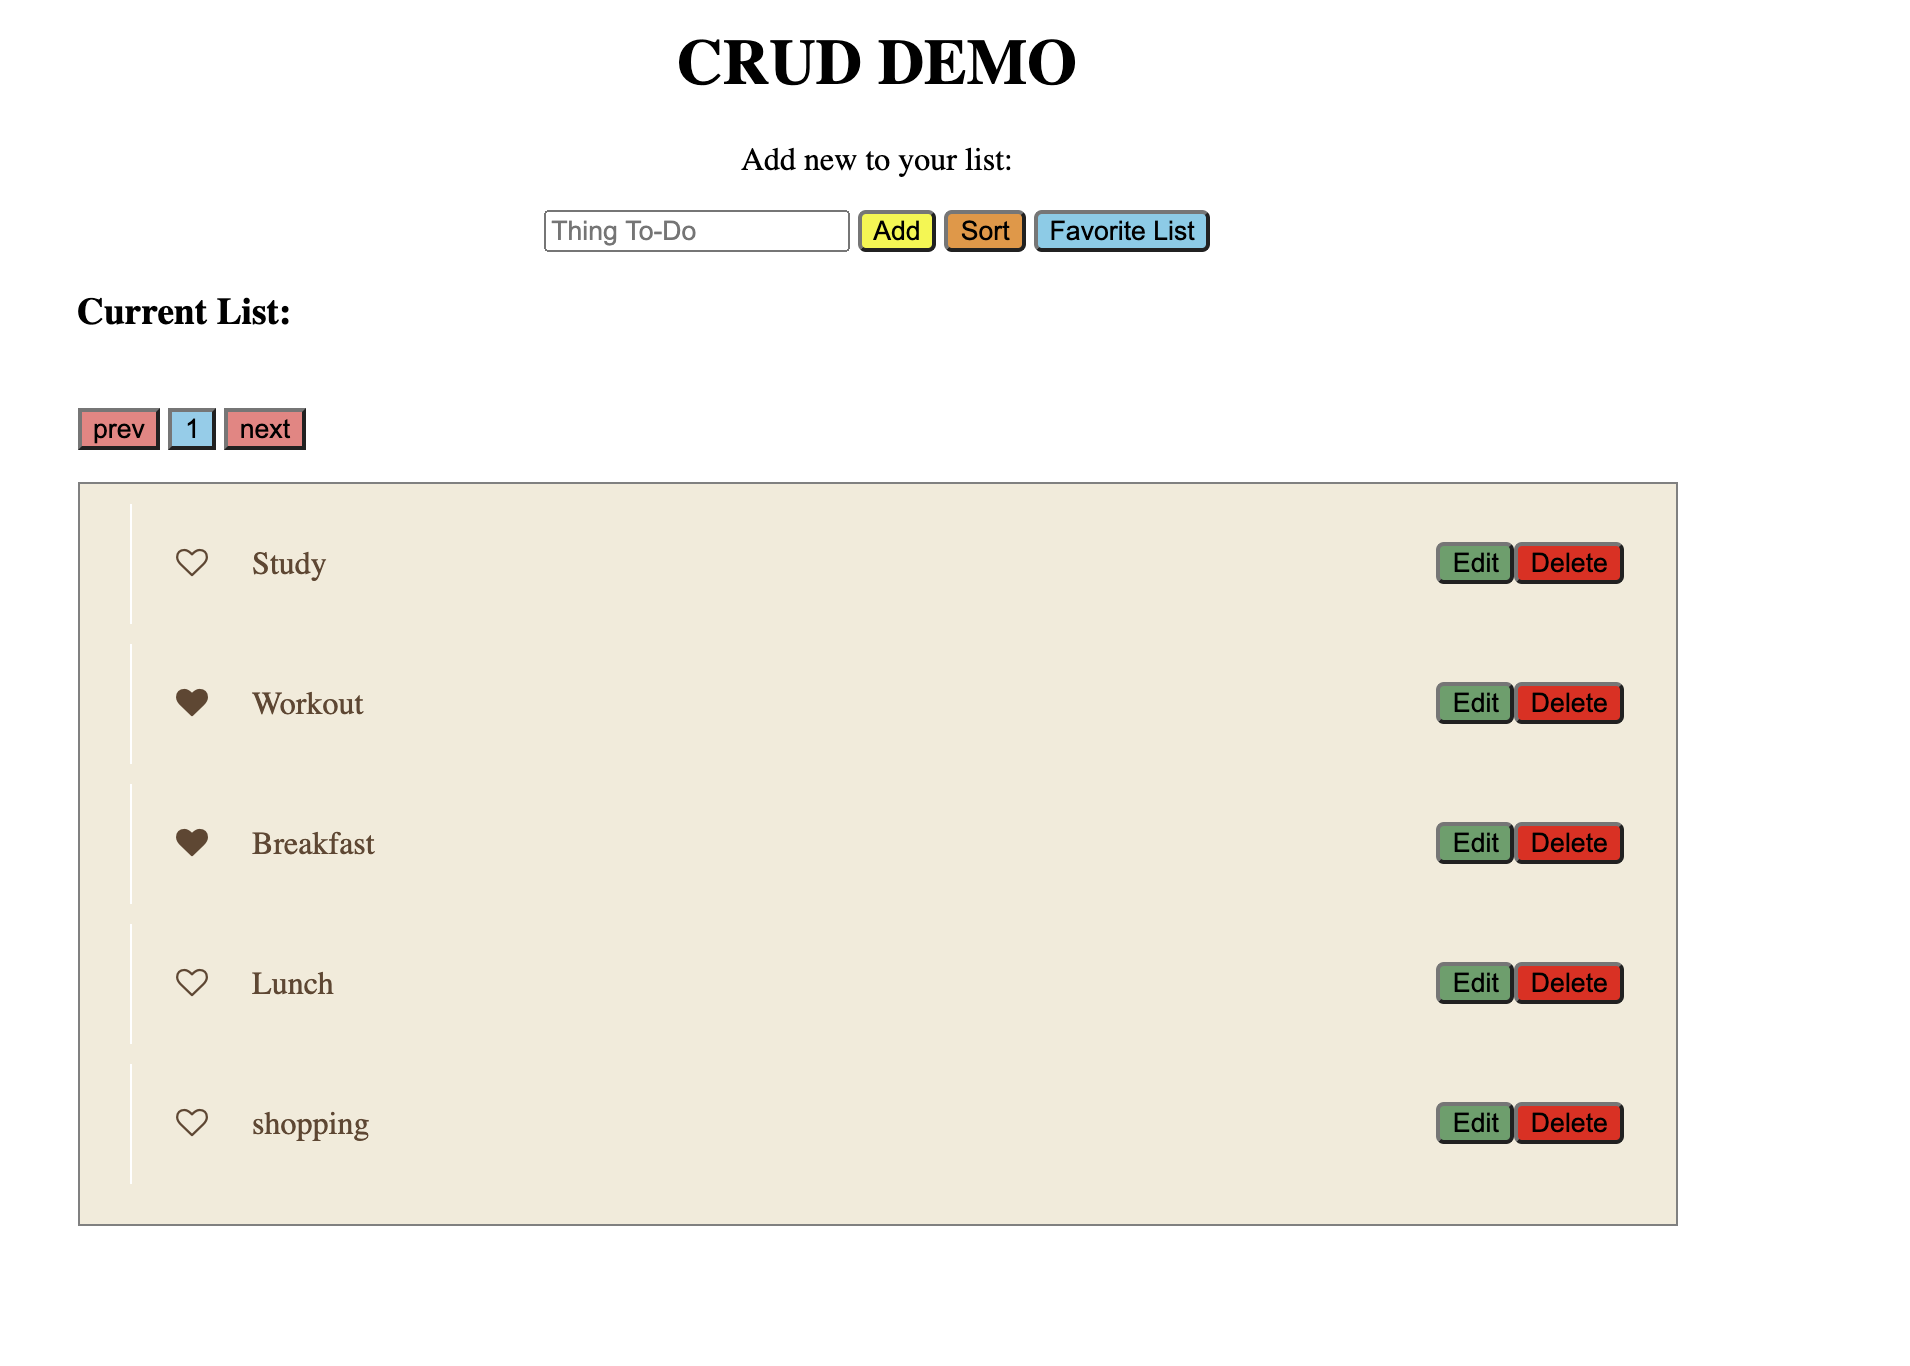 CRUD DEMO
Add new to your list:
Thing To-Do Add Sort Favorite List
Current List:
prev 1 next
Study Edit Delete
Workout Edit Delete
Breakfast Edit Delete
Lunch Edit Delete
shopping Edit Delete